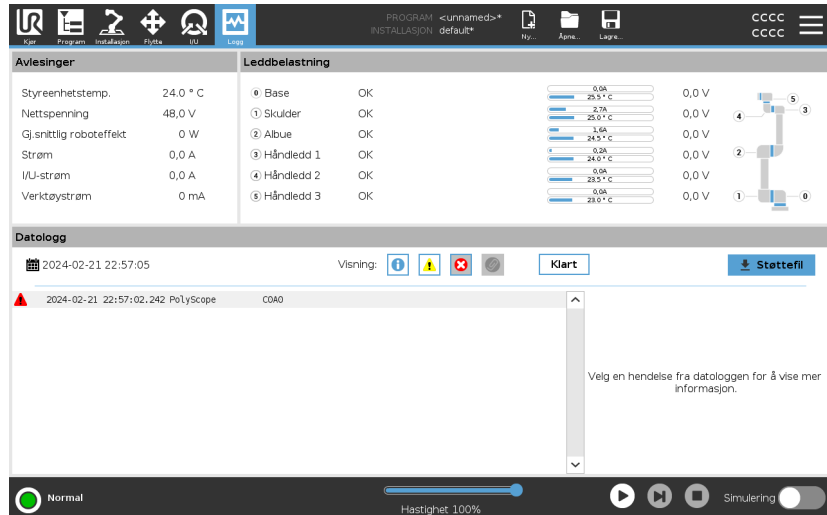 UR
PROGRAM <unnamed>*
INSTALLASJON default*
CCCC
CCCC
Kjør Program Installasjon Flytte I/U Logg Ny... Åpne... Lagre...
Avlesinger
Styreenhetstemp. 24.0 ° C
Nettspenning 48,0 V
Gj.snittlig roboteffekt 0 W
Strøm 0,0 A
I/U-strøm 0,0 A
Verktøystrøm 0 mA
Leddbelastning
0 Base OK 0,0A 25.5 ° C 0,0 V
1 Skulder OK 2,7A 25.0 ° C 0,0 V
2 Albue OK 1,6A 24.5 ° C 0,0 V
3 Håndledd 1 OK 0,2A 24.0 ° C 0,0 V
4 Håndledd 2 OK 0,0A 23.5 ° C 0,0 V
5 Håndledd 3 OK 0,0A 23.0 ° C 0,0 V
5
4 3
2
1 0
Datologg
2024-02-21 22:57:05 Visning: Klart Støttefil
2024-02-21 22:57:02.242 PolyScope C0A0
Velg en hendelse fra datologgen for å vise mer
informasjon.
Normal Hastighet 100% Simulering